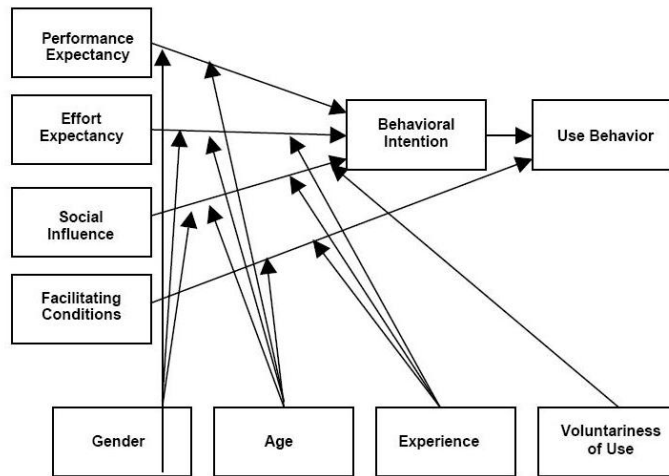 Performance
Expectancy
Effort
Expectancy
Behavioral
Intention
Use Behavior
Social
Influence
Facilitating
Conditions
Gender
Age
Experience
Voluntariness
of Use